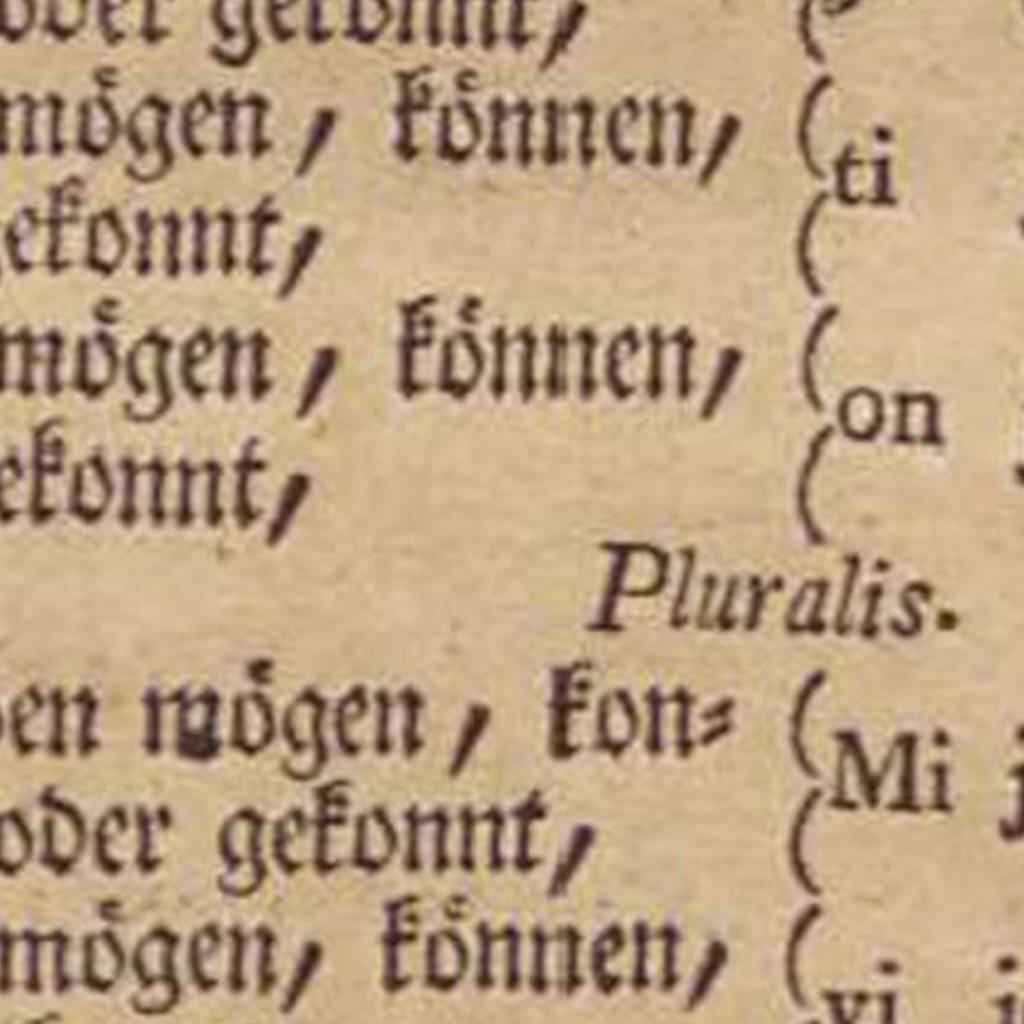 oder gekonnt,
mögen, können,
ti
gekonnt,
mögen, können,
on
gekonnt,
Pluralis.
mögen, kon⸗
Mi
oder gekonnt,
mögen, können,
vi